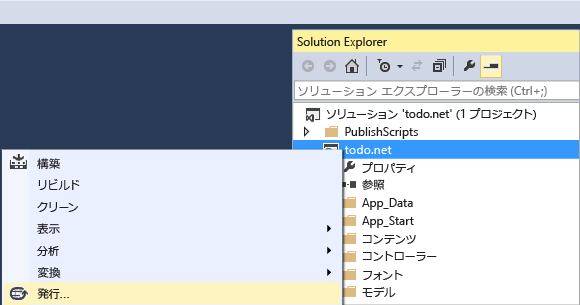 Solution Explorer
ソリューション エクスプローラーの検索 (Ctrl+;)
ソリューション 'todo.net' (1 プロジェクト)
PublishScripts
todo.net
プロパティ
参照
App_Data
App_Start
コンテンツ
コントローラー
フォント
モデル
構築
リビルド
クリーン
表示
分析
変換
発行...